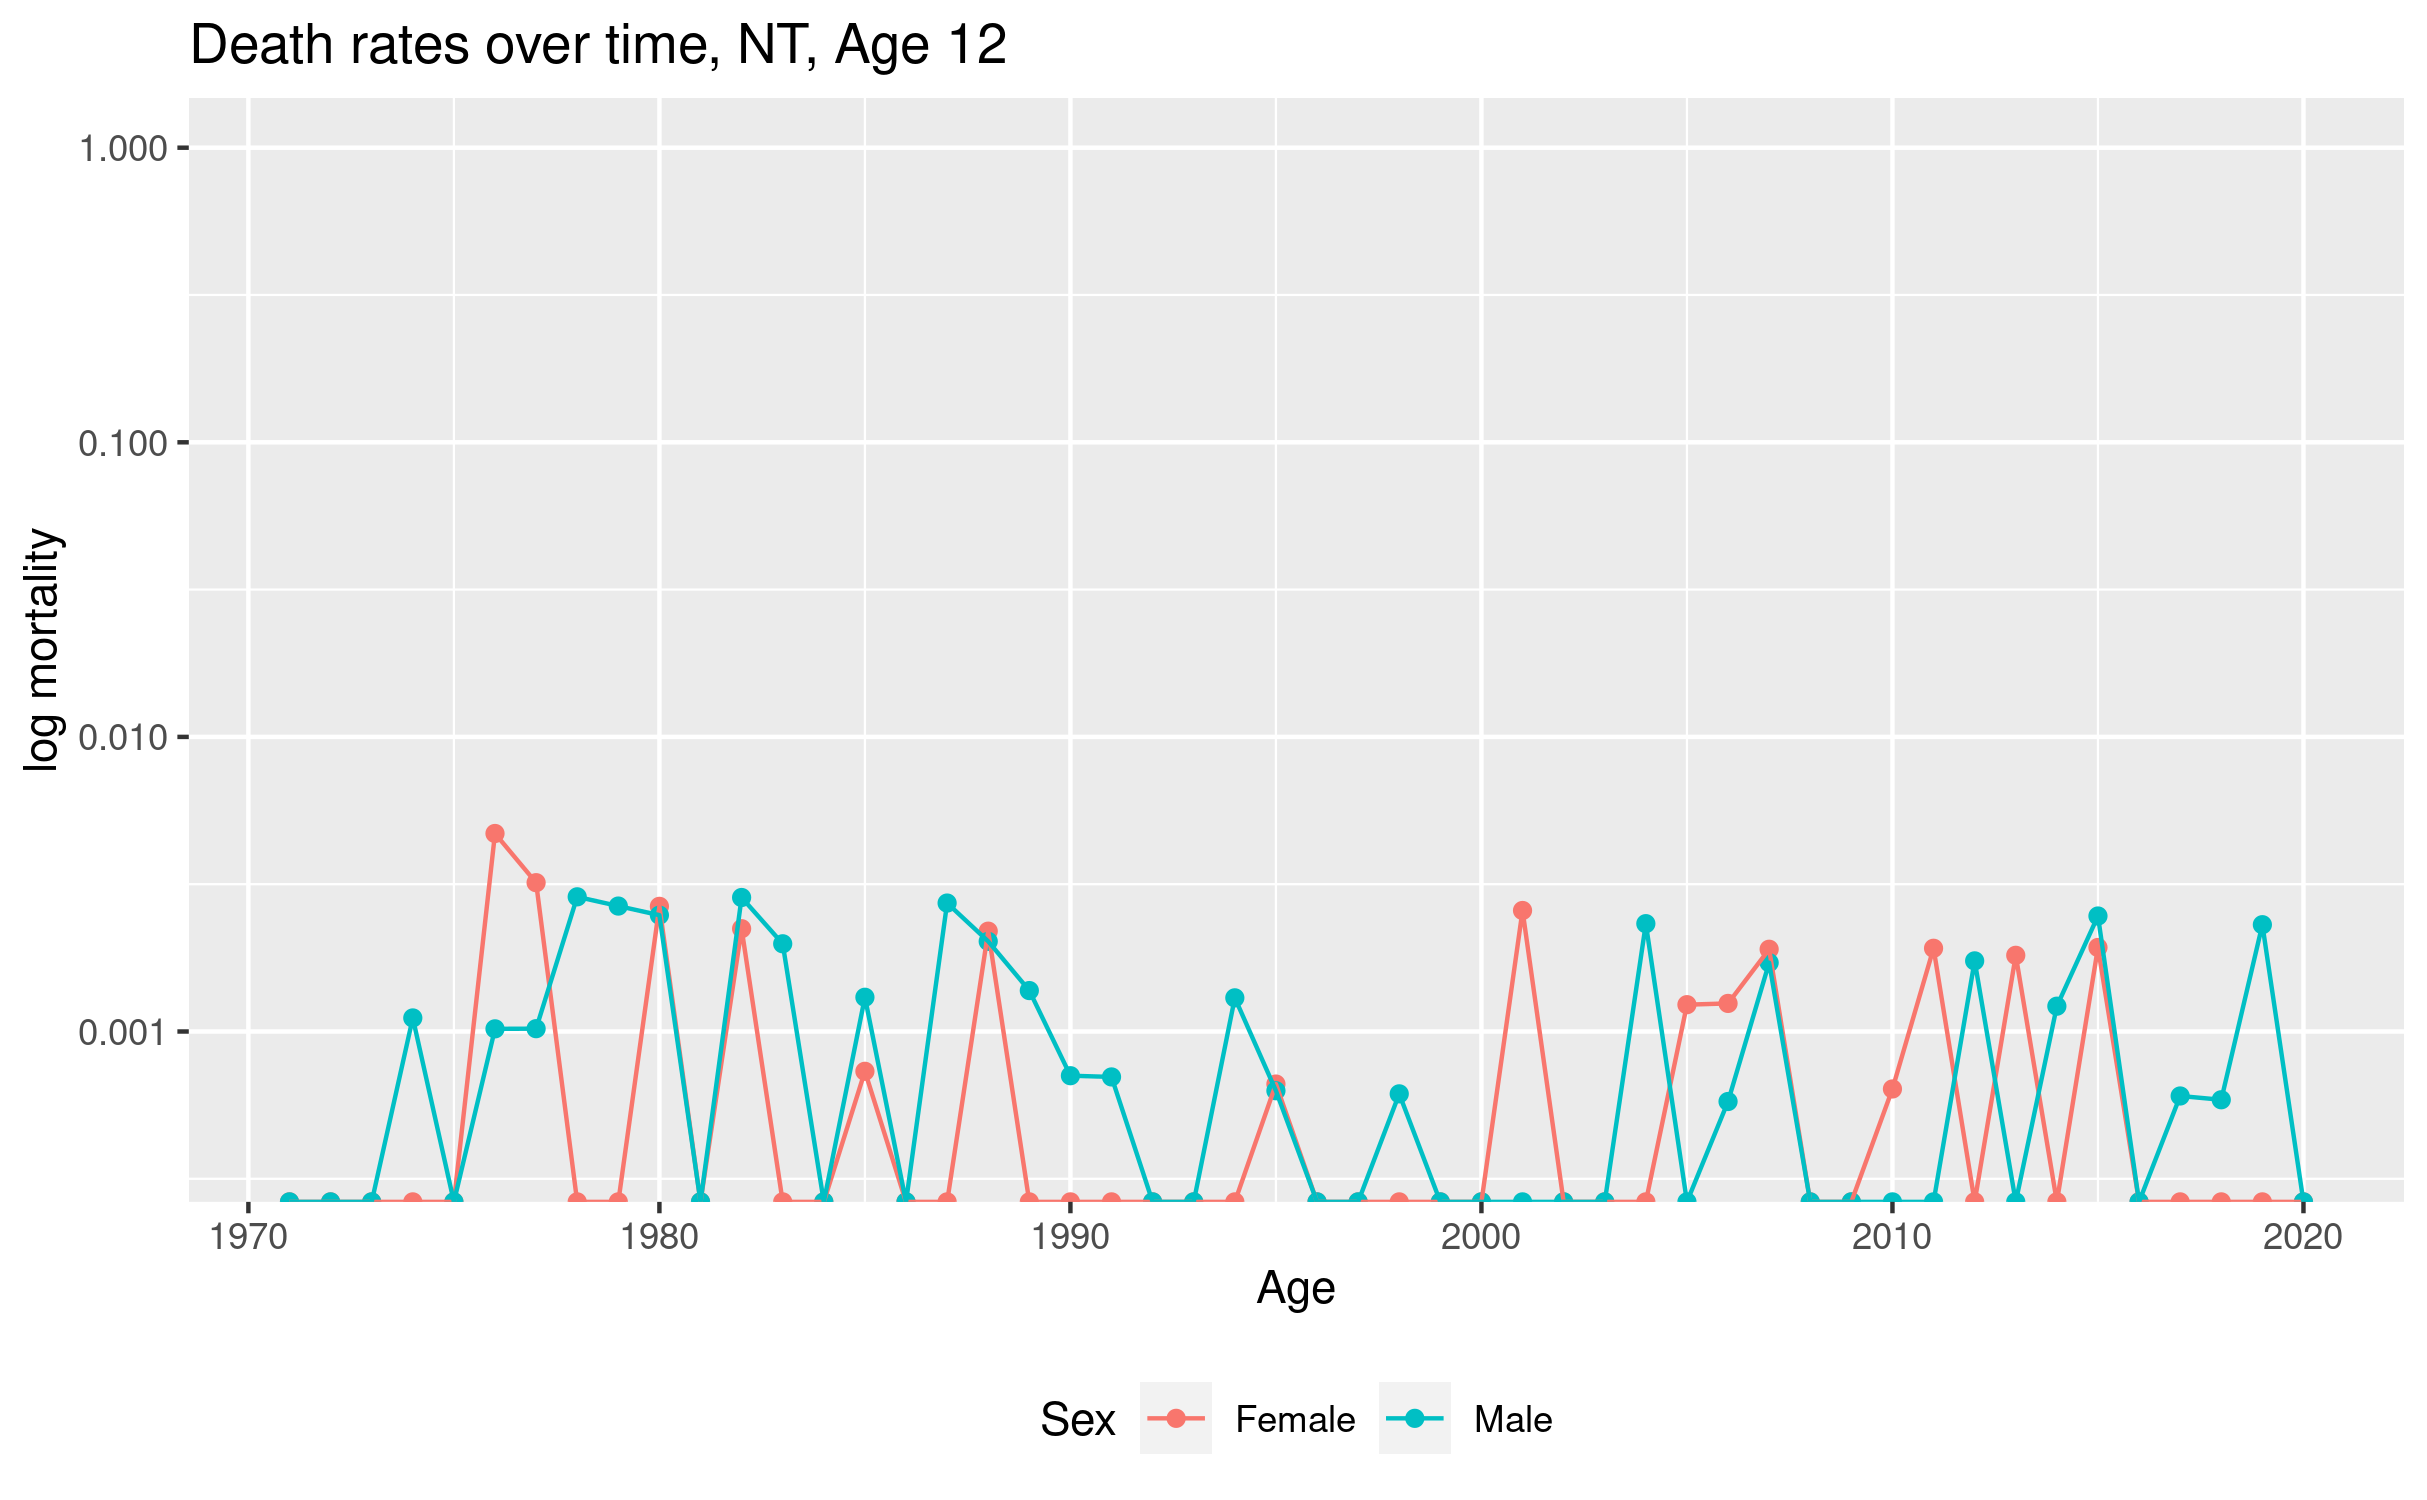 Death rates over time, NT, Age 12
1.000
0.100
0.010
0.001
log mortality
1970 1980 1990 2000 2010 2020
Age
Sex Female Male